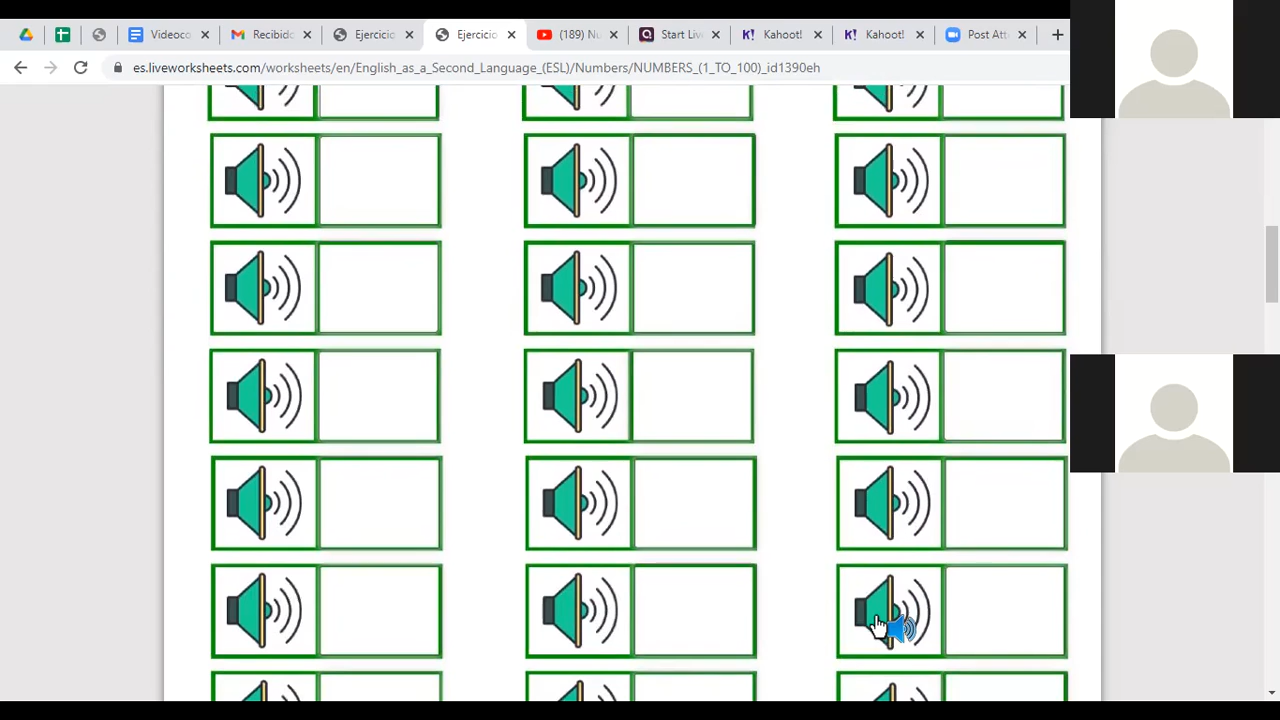 Videoco Recibido Ejercicio Ejercicio (189) Nu Start Liv Kahoot! Kahoot! Post Att
es.liveworksheets.com/worksheets/en/English_as_a_Second_Language_(ESL)/Numbers/NUMBERS_(1_TO_100)_id1390eh